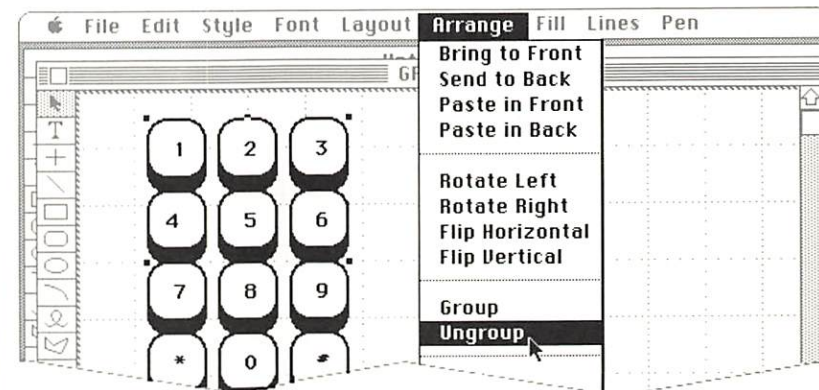 File Edit Style Font Layout Arrange Fill Lines Pen
Bring to Front
Send to Back
Paste in Front
Paste in Back
Rotate Left
Rotate Right
Flip Horizontal
Flip Vertical
Group
Ungroup
T
1 2 3
4 5 6
7 8 9
* 0 #